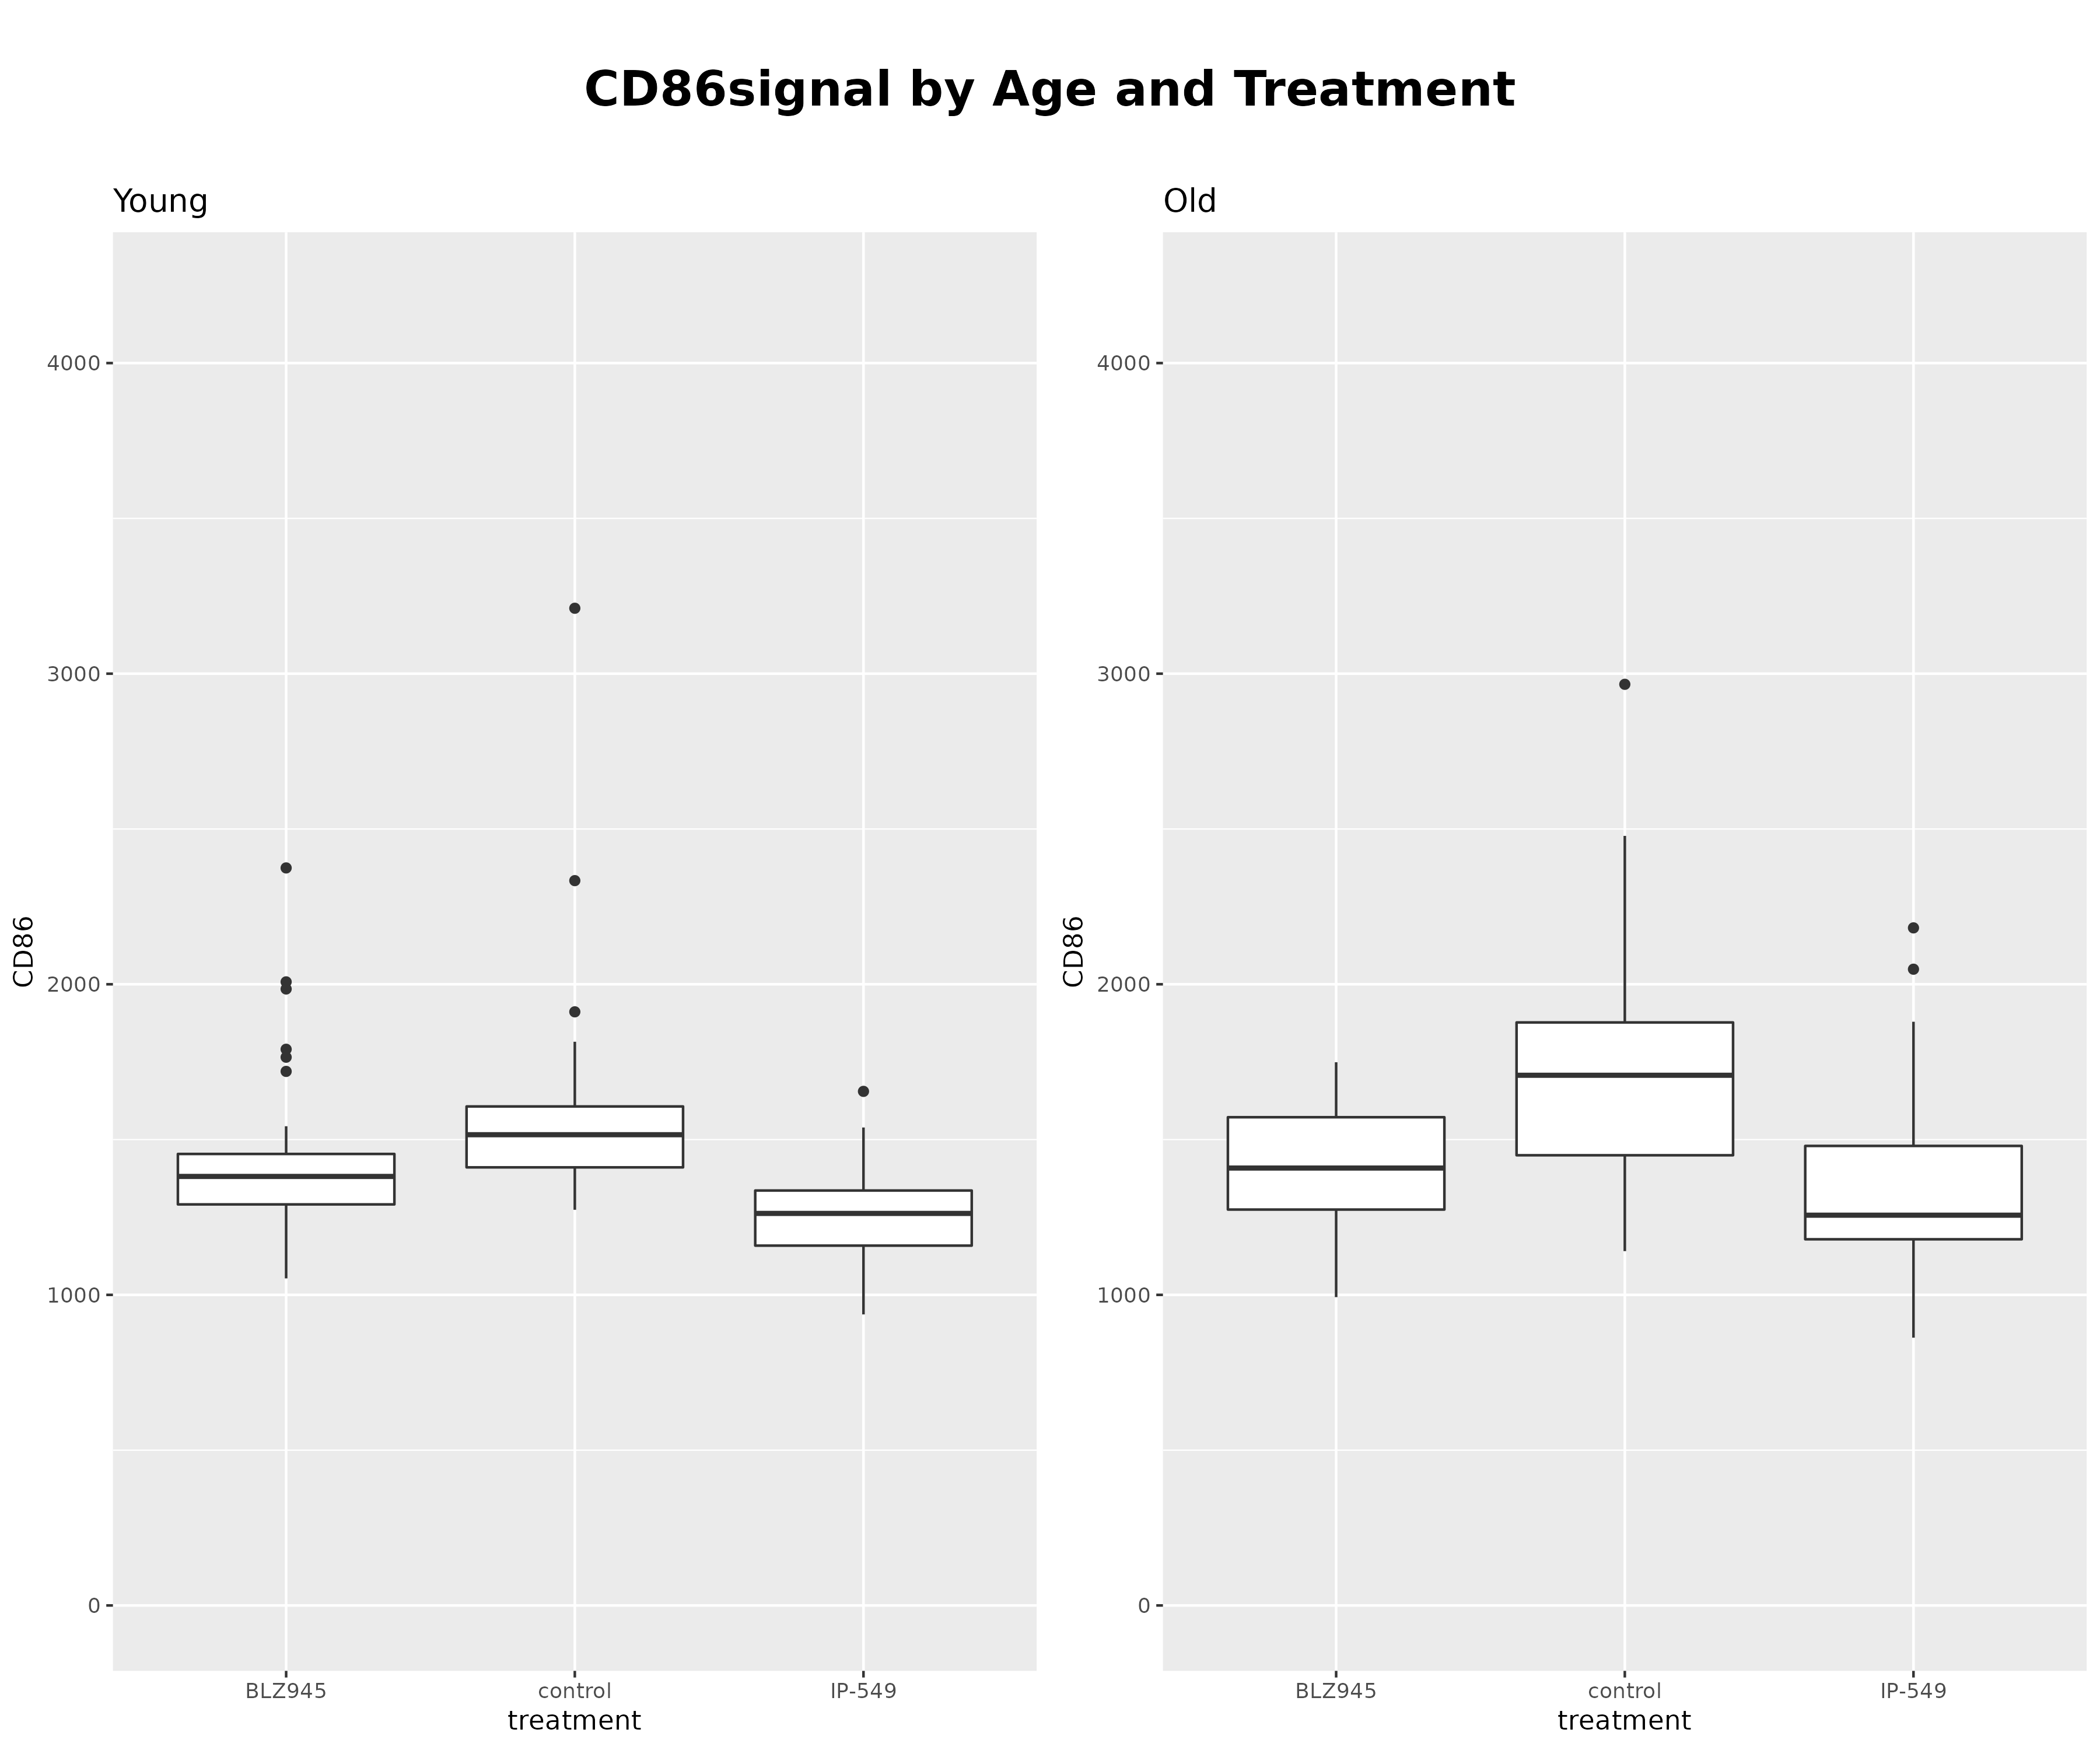 CD86signal by Age and Treatment
Young
4000
3000
2000
1000
0
CD86
BLZ945 control IP-549
treatment
Old
4000
3000
2000
1000
0
CD86
BLZ945 control IP-549
treatment